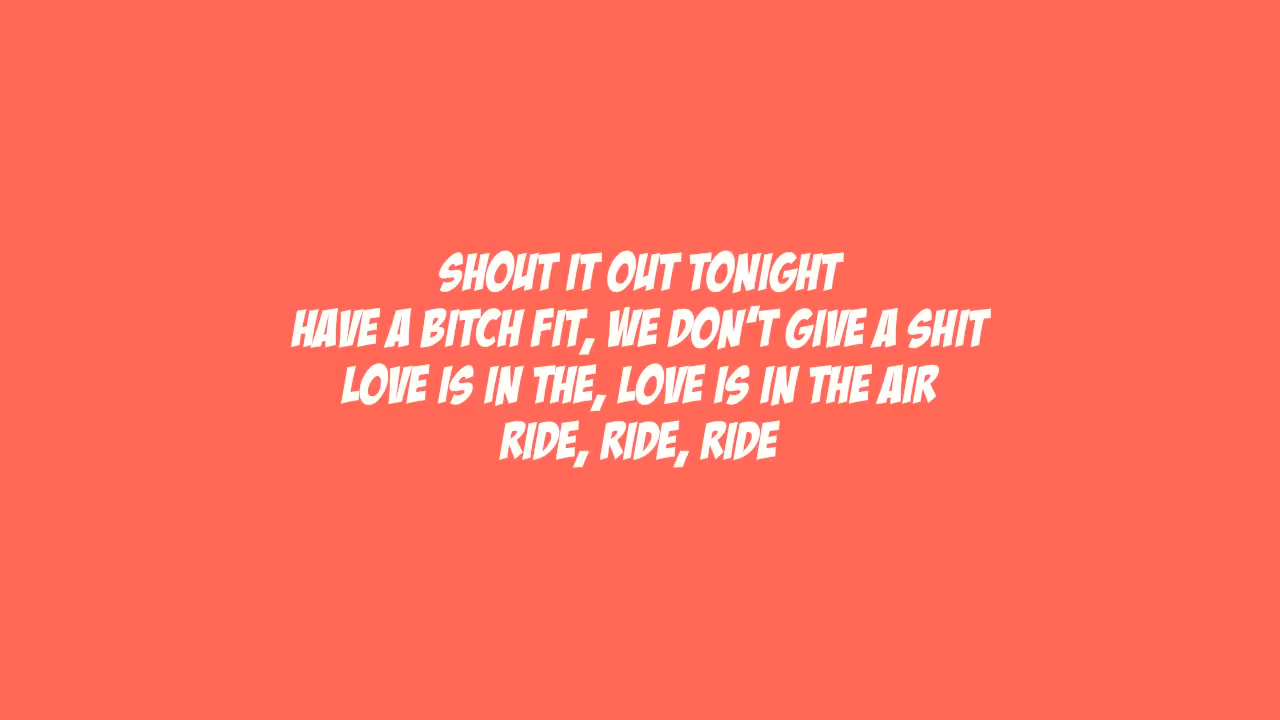 SHOUT IT OUT TONIGHT
HAVE A BITCH FIT, WE DON'T GIVE A SHIT
LOVE IS IN THE, LOVE IS IN THE AIR
RIDE, RIDE, RIDE